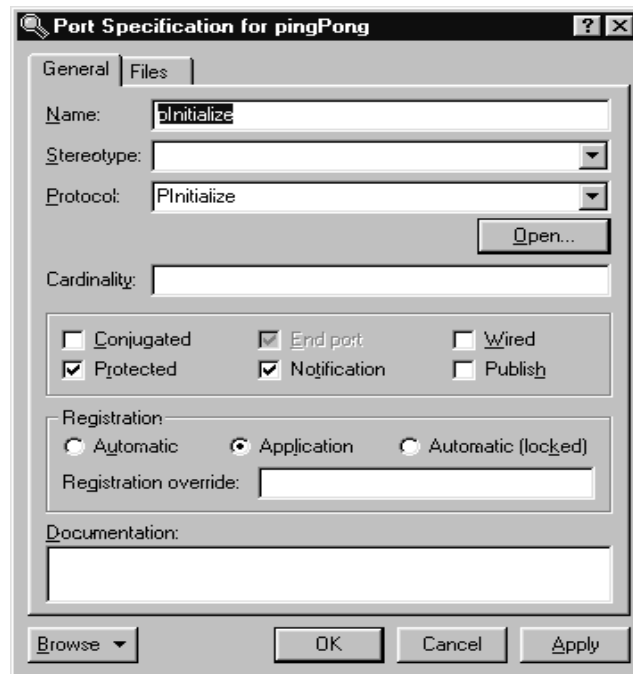 Port Specification for pingPong
General Files
Name: pInitialize
Stereotype:
Protocol: PInitialize
Open...
Cardinality:
Conjugated End port Wired
Protected Notification Publish
Registration
Automatic Application Automatic (locked)
Registration override:
Documentation:
Browse OK Cancel Apply